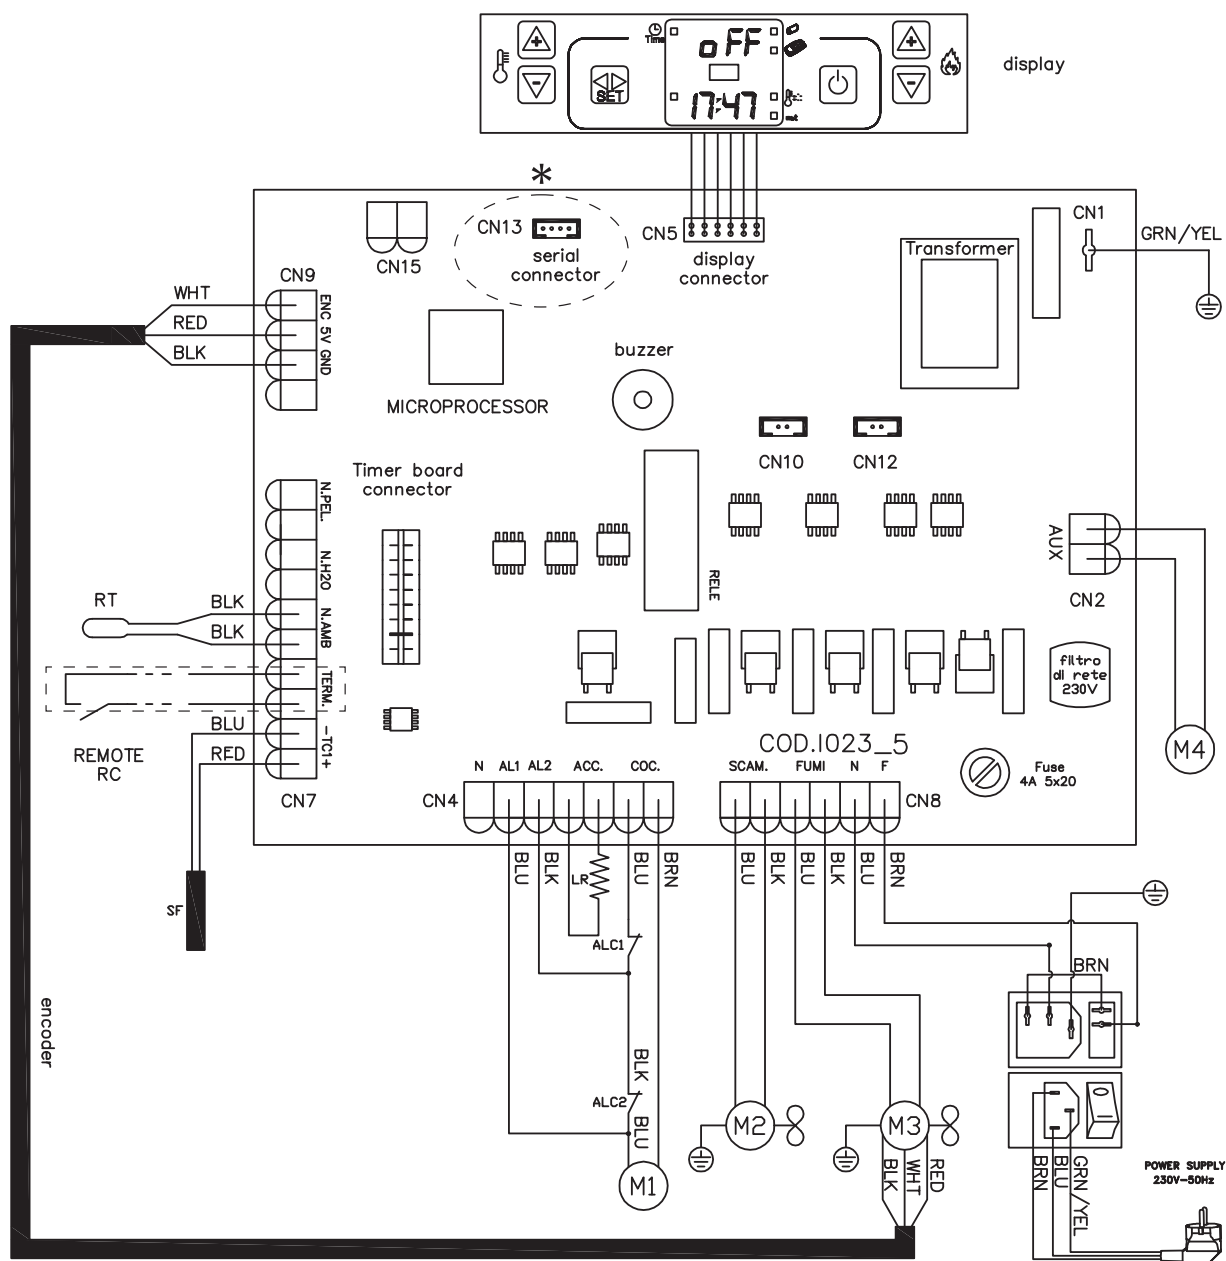 Time
oFF
SET
17:47
set
display
*
CN13
serial
connector
CN5
display
connector
CN15
CN1
GRN/YEL
Transformer
CN9
WHT
RED
BLK
ENC 5V GND
MICROPROCESSOR
buzzer
CN10
CN12
Timer board
connector
RELE
AUX
CN2
N.PEL.
N.H2O
N.AMB
TERM.
-TC1+
RT
BLK
BLK
REMOTE
RC
BLU
RED
CN7
SF
filtro
di rete
230V
M4
COD.I023_5
Fuse
4A 5x20
N AL1 AL2 ACC. COC.
CN4
SCAM. FUMI N F
CN8
BLU
BLK
LR
BLU
BRN
BLU
BLK
BLU
BLK
BLU
BRN
ALC1
BLK
ALC2
BLU
M1
M2
M3
BLK
WHT
RED
BRN
BRN
BLU
GRN/YEL
POWER SUPPLY
230V-50Hz
encoder